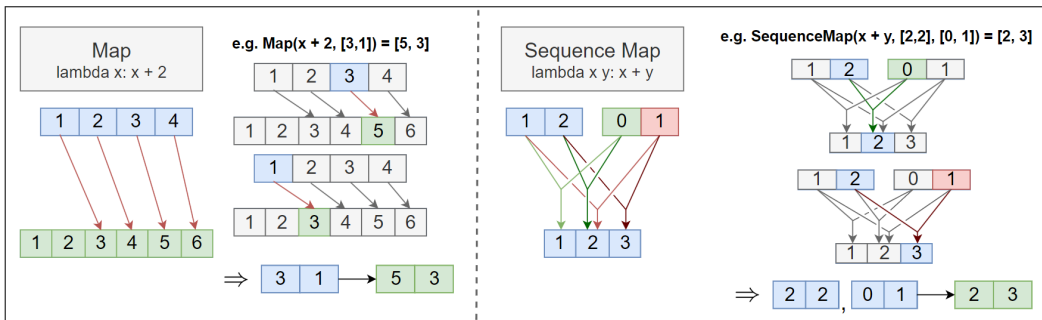 Map
lambda x: x + 2
e.g. Map(x + 2, [3,1]) = [5, 3]
1 2 3 4
1 2 3 4 5 6
1 2 3 4
1 2 3 4 5 6
1 2 3 4
1 2 3 4 5 6
⇒ 3 1 5 3
Sequence Map
lambda x y: x + y
e.g. SequenceMap(x + y, [2,2], [0, 1]) = [2, 3]
1 2 0 1
1 2 3
1 2 0 1
1 2 3
1 2 0 1
1 2 3
⇒ 2 2 , 0 1 2 3